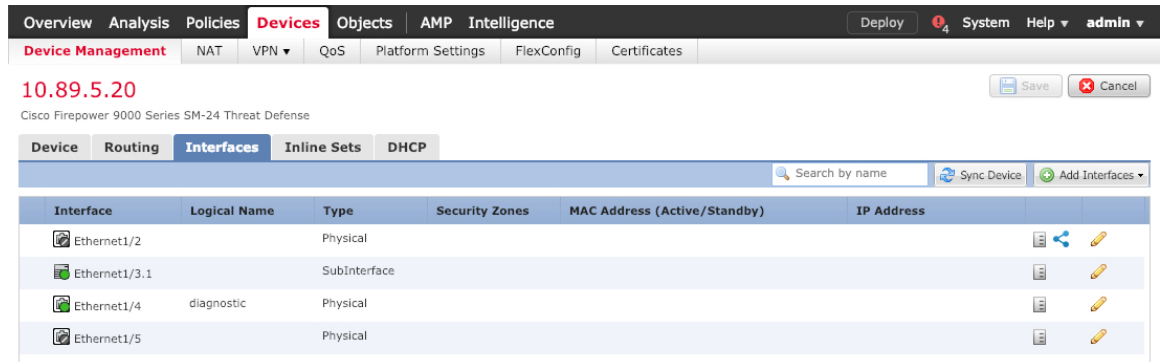 Overview Analysis Policies Devices Objects AMP Intelligence Deploy 4 System Help admin
Device Management NAT VPN QoS Platform Settings FlexConfig Certificates
10.89.5.20
Save Cancel
Cisco Firepower 9000 Series SM-24 Threat Defense
Device Routing Interfaces Inline Sets DHCP
Search by name Sync Device Add Interfaces
Interface Logical Name Type Security Zones MAC Address (Active/Standby) IP Address
Ethernet1/2 Physical
Ethernet1/3.1 SubInterface
Ethernet1/4 diagnostic Physical
Ethernet1/5 Physical